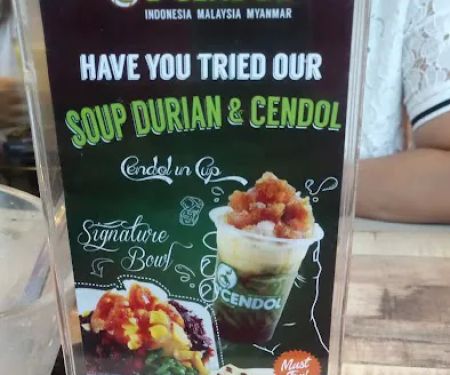 INDONESIA MALAYSIA MYANMAR
HAVE YOU TRIED OUR
SOUP DURIAN & CENDOL
Cendol in Cup
Signature
Bowl
CENDOL
Must